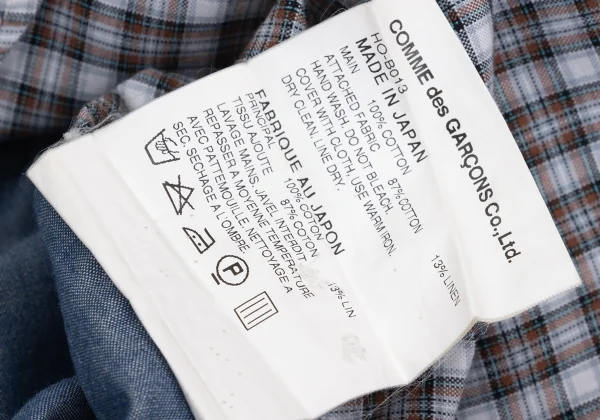 COMME des GARÇONS Co.,Ltd.
HO-B013
MADE IN JAPAN
MAIN 100% COTTON
ATTACHED FABRIC 87% COTTON 13% LINEN
HAND WASH. DO NOT BLEACH.
COVER WITH CLOTH, USE WARM IRON.
DRY CLEAN. LINE DRY.
FABRIQUE AU JAPON
PRINCIPAL 100% COTON
TISSU AJOUTE 87% COTON 13% LIN
LAVAGE MAINS. JAVEL INTERDIT.
REPASSER A MOYENNE TEMPERATURE
AVEC PATTEMOUILLE. NETTOYAGE A
SEC. SECHAGE A L'OMBRE
P